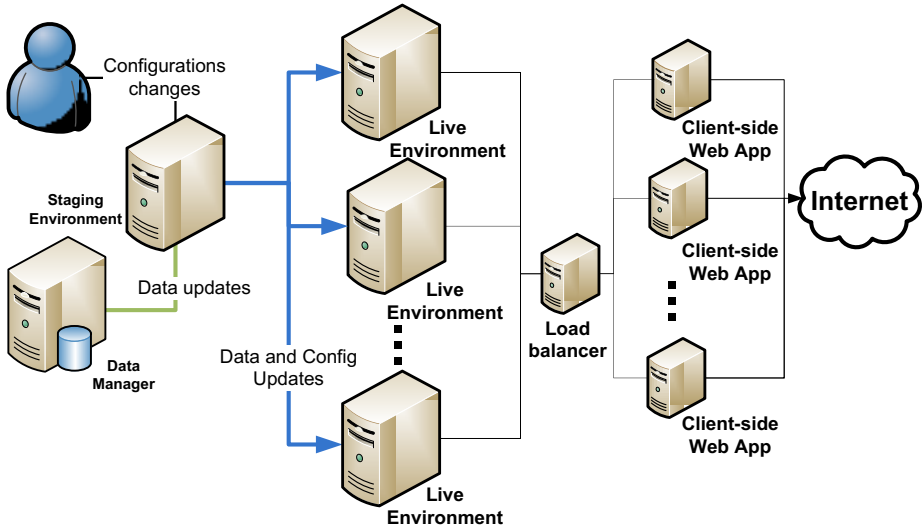 Configurations
changes
Staging
Environment
Data updates
Data
Manager
Data and Config
Updates
Live
Environment
Live
Environment
Live
Environment
Load
balancer
Client-side
Web App
Client-side
Web App
Client-side
Web App
Internet